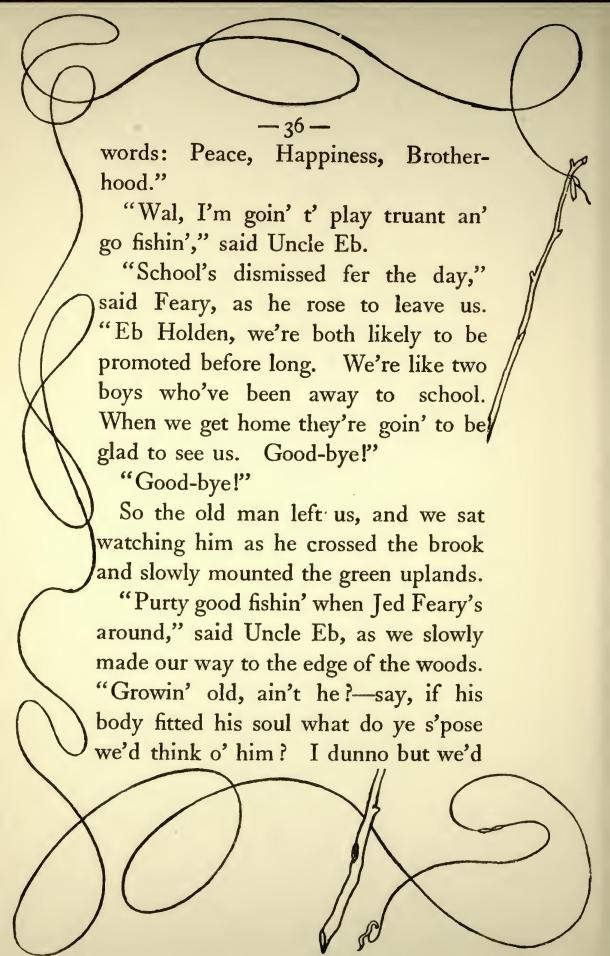 — 36 —
words: Peace, Happiness, Brother-
hood.”
“Wal, I’m goin’ t’ play truant an’
go fishin’,” said Uncle Eb.
“School’s dismissed fer the day,”
said Feary, as he rose to leave us.
“Eb Holden, we’re both likely to be
promoted before long. We’re like two
boys who’ve been away to school.
When we get home they’re goin’ to be
glad to see us. Good-bye!”
“Good-bye!”
So the old man left us, and we sat
watching him as he crossed the brook
and slowly mounted the green uplands.
“Purty good fishin’ when Jed Feary’s
around,” said Uncle Eb, as we slowly
made our way to the edge of the woods.
“Growin’ old, ain’t he?—say, if his
body fitted his soul what do ye s’pose
we’d think o’ him? I dunno but we’d